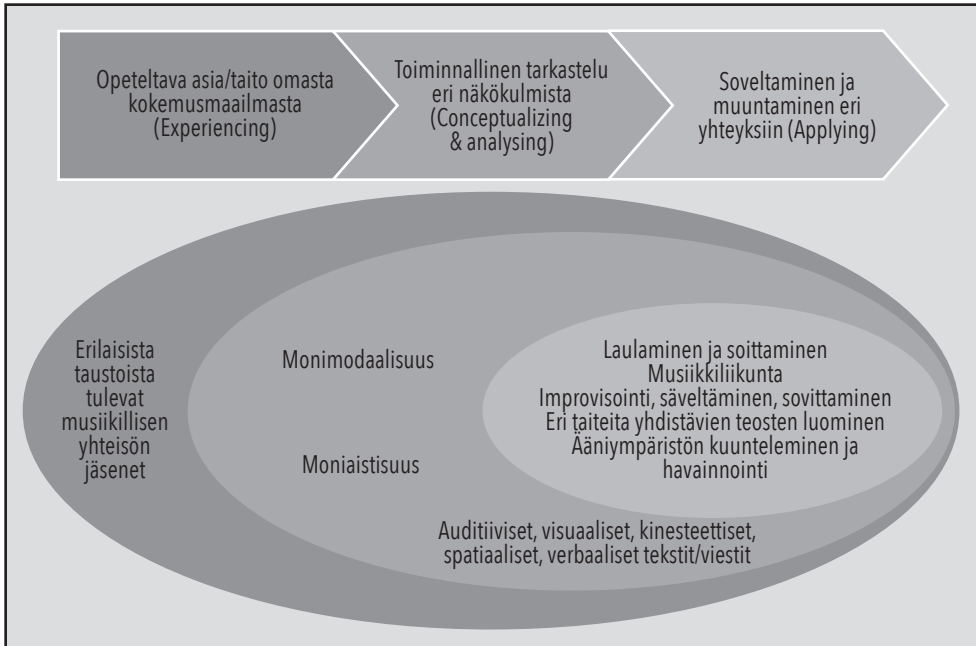 Opeteltava asia/taito omasta
kokemusmaailmasta
(Experiencing)
Toiminnallinen tarkastelu
eri näkökulmista
(Conceptualizing
& analysing)
Soveltaminen ja
muuntaminen eri
yhteyksiin (Applying)
Erilaisista
taustoista
tulevat
musiikillisen
yhteisön
jäsenet
Monimodaalisuus
Moniaistisuus
Auditiiviset, visuaaliset, kinesteettiset,
spatiaaliset, verbaaliset tekstit/viestit
Laulaminen ja soittaminen
Musiikkiliikunta
Improvisointi, säveltäminen, sovittaminen
Eri taiteita yhdistävien teosten luominen
Ääniympäristön kuunteleminen ja
havainnointi